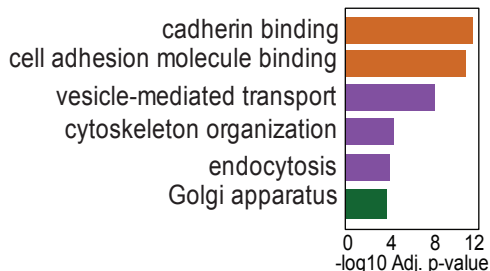 cadherin binding
cell adhesion molecule binding
vesicle-mediated transport
cytoskeleton organization
endocytosis
Golgi apparatus
0 4 8 12
-log10 Adj. p-value